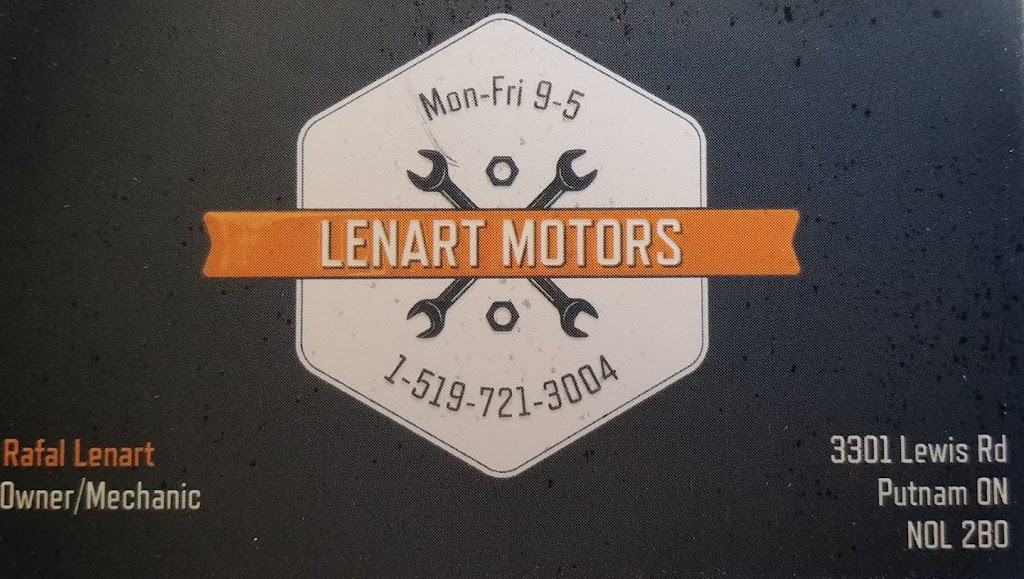 Mon-Fri 9-5
LENART MOTORS
1-519-721-3004
Rafal Lenart
Owner/Mechanic
3301 Lewis Rd
Putnam ON
N0L 2B0